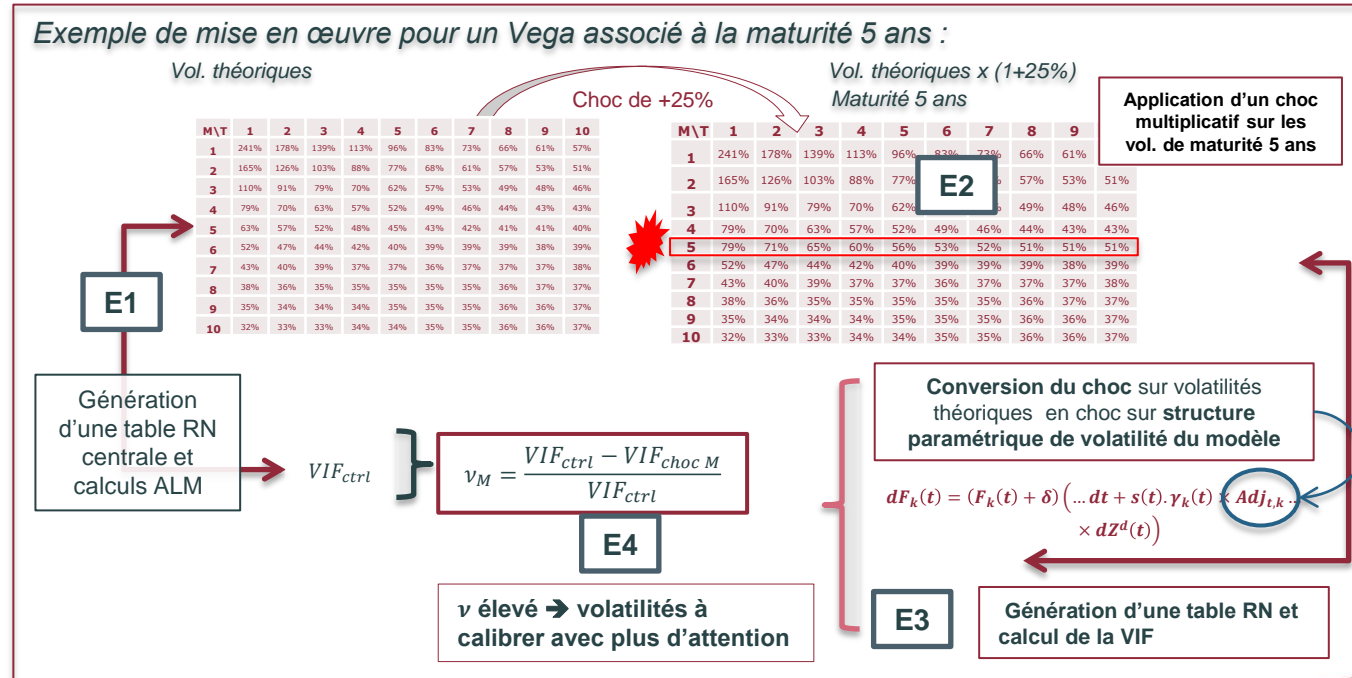 Exemple de mise en œuvre pour un Vega associé à la maturité 5 ans :
Vol. théoriques
Choc de +25%
Vol. théoriques x (1+25%)
Maturité 5 ans
Application d'un choc
multiplicatif sur les
vol. de maturité 5 ans
M\T 1 2 3 4 5 6 7 8 9 10
1 241% 178% 139% 113% 96% 83% 73% 66% 61% 57%
2 165% 126% 103% 88% 77% 68% 61% 57% 53% 51%
3 110% 91% 79% 70% 62% 57% 53% 49% 48% 46%
4 79% 70% 63% 57% 52% 49% 46% 44% 43% 43%
5 63% 57% 52% 48% 45% 43% 42% 41% 41% 40%
6 52% 47% 44% 42% 40% 39% 39% 39% 38% 39%
7 43% 40% 39% 37% 37% 36% 37% 37% 37% 38%
8 38% 36% 35% 35% 35% 35% 35% 36% 37% 37%
9 35% 34% 34% 34% 35% 35% 35% 36% 36% 37%
10 32% 33% 33% 34% 34% 35% 35% 36% 36% 37%
M\T 1 2 3 4 5 6 7 8 9
1 241% 178% 139% 113% 96% 83% 73% 66% 61%
2 165% 126% 103% 88% 77% 57% 53% 51%
3 110% 91% 79% 70% 62% 49% 48% 46%
4 79% 70% 63% 57% 52% 49% 46% 44% 43% 43%
5 79% 71% 65% 60% 56% 53% 52% 51% 51% 51%
6 52% 47% 44% 42% 40% 39% 39% 39% 38% 39%
7 43% 40% 39% 37% 37% 36% 37% 37% 37% 38%
8 38% 36% 35% 35% 35% 35% 35% 36% 37% 37%
9 35% 34% 34% 34% 35% 35% 35% 36% 36% 37%
10 32% 33% 33% 34% 34% 35% 35% 36% 36% 37%
E2
E1
Génération
d'une table RN
centrale et
calculs ALM
VIF_ctrl
ν_M = (VIF_ctrl − VIF_choc M) / VIF_ctrl
E4
ν élevé ➔ volatilités à
calibrer avec plus d'attention
Conversion du choc sur volatilités
théoriques en choc sur structure
paramétrique de volatilité du modèle
dF_k(t) = (F_k(t) + δ) (… dt + s(t). γ_k(t) × Adj_t,k …
× dZ^d(t))
E3
Génération d'une table RN et
calcul de la VIF